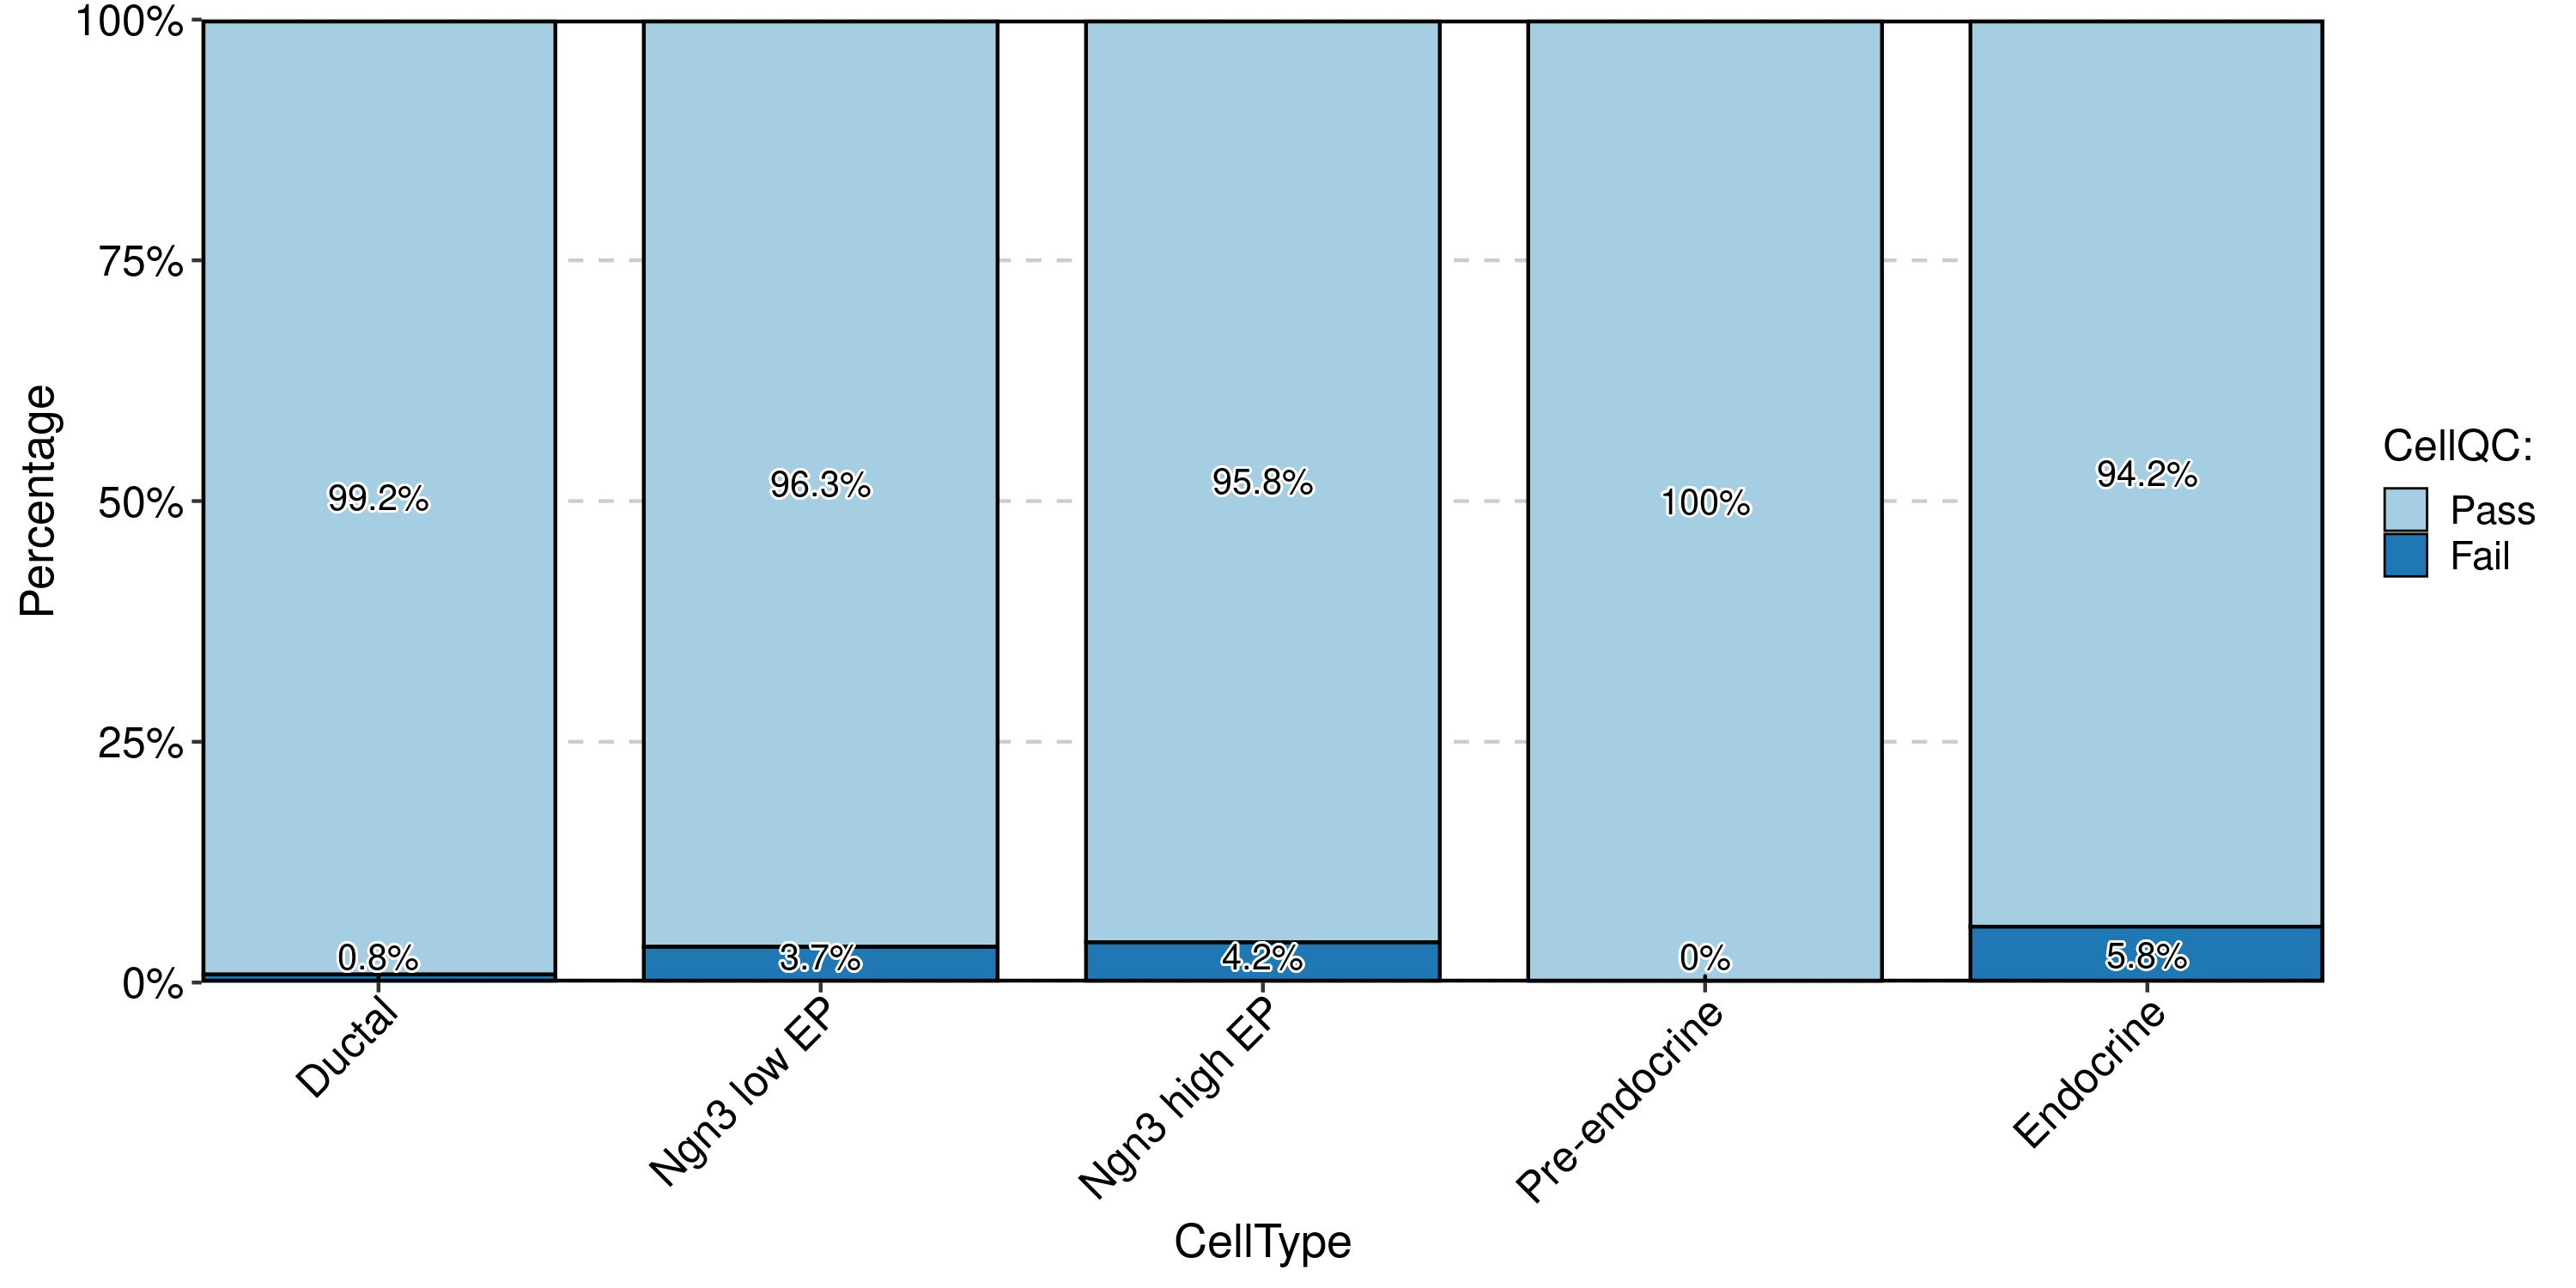 100%
75%
50%
25%
0%
Percentage
99.2%
96.3%
95.8%
100%
94.2%
0.8%
3.7%
4.2%
0%
5.8%
Ductal
Ngn3 low EP
Ngn3 high EP
Pre-endocrine
Endocrine
CellType
CellQC:
Pass
Fail